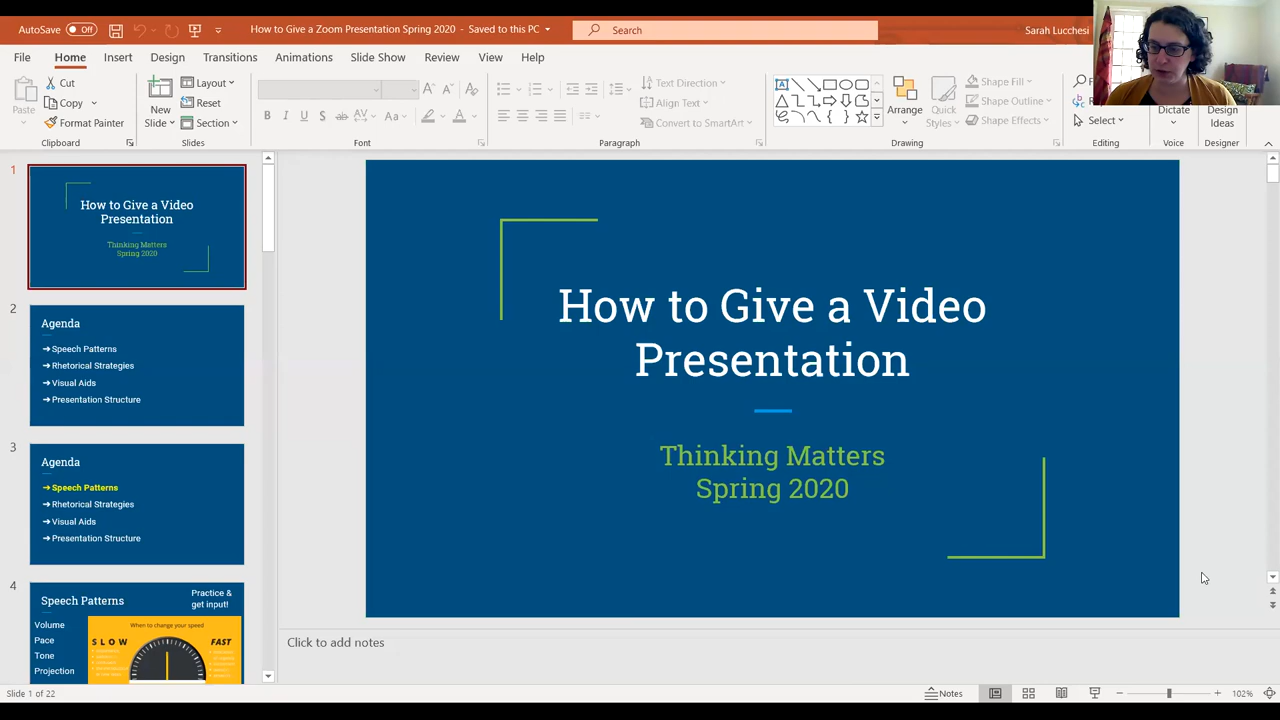 AutoSave Off
How to Give a Zoom Presentation Spring 2020 - Saved to this PC
Search
Sarah Lucchesi
File Home Insert Design Transitions Animations Slide Show Review View Help
Paste
Cut
Copy
Format Painter
Clipboard
New
Slide
Layout
Reset
Section
Slides
Font
Text Direction
Align Text
Convert to SmartArt
Paragraph
Arrange
Quick
Styles
Shape Fill
Shape Outline
Shape Effects
Drawing
Select
Editing
Dictate
Voice
Design
Ideas
Designer
1
How to Give a Video
Presentation
Thinking Matters
Spring 2020
2
Agenda
➔Speech Patterns
➔Rhetorical Strategies
➔Visual Aids
➔Presentation Structure
3
Agenda
➔Speech Patterns
➔Rhetorical Strategies
➔Visual Aids
➔Presentation Structure
4
Speech Patterns
Practice &
get input!
Volume
Pace
Tone
Projection
When to change your speed
SLOW
FAST
How to Give a Video
Presentation
Thinking Matters
Spring 2020
Click to add notes
Slide 1 of 22
Notes
102%